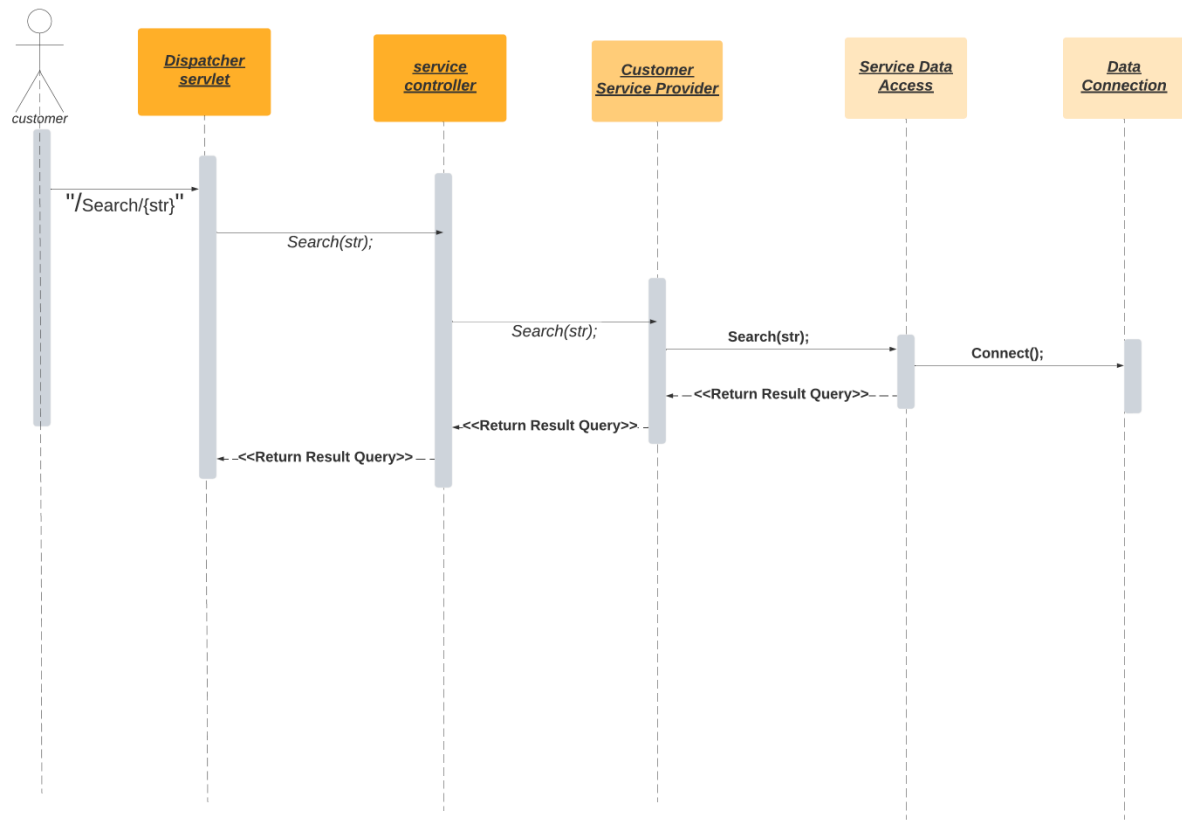 Dispatcher
servlet
service
controller
Customer
Service Provider
Service Data
Access
Data
Connection
customer
"/Search/{str}"
Search(str);
Search(str);
Search(str);
Connect();
<<Return Result Query>>
<<Return Result Query>>
<<Return Result Query>>